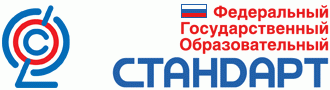 Федеральный
Государственный
Образовательный
СТАНДАРТ